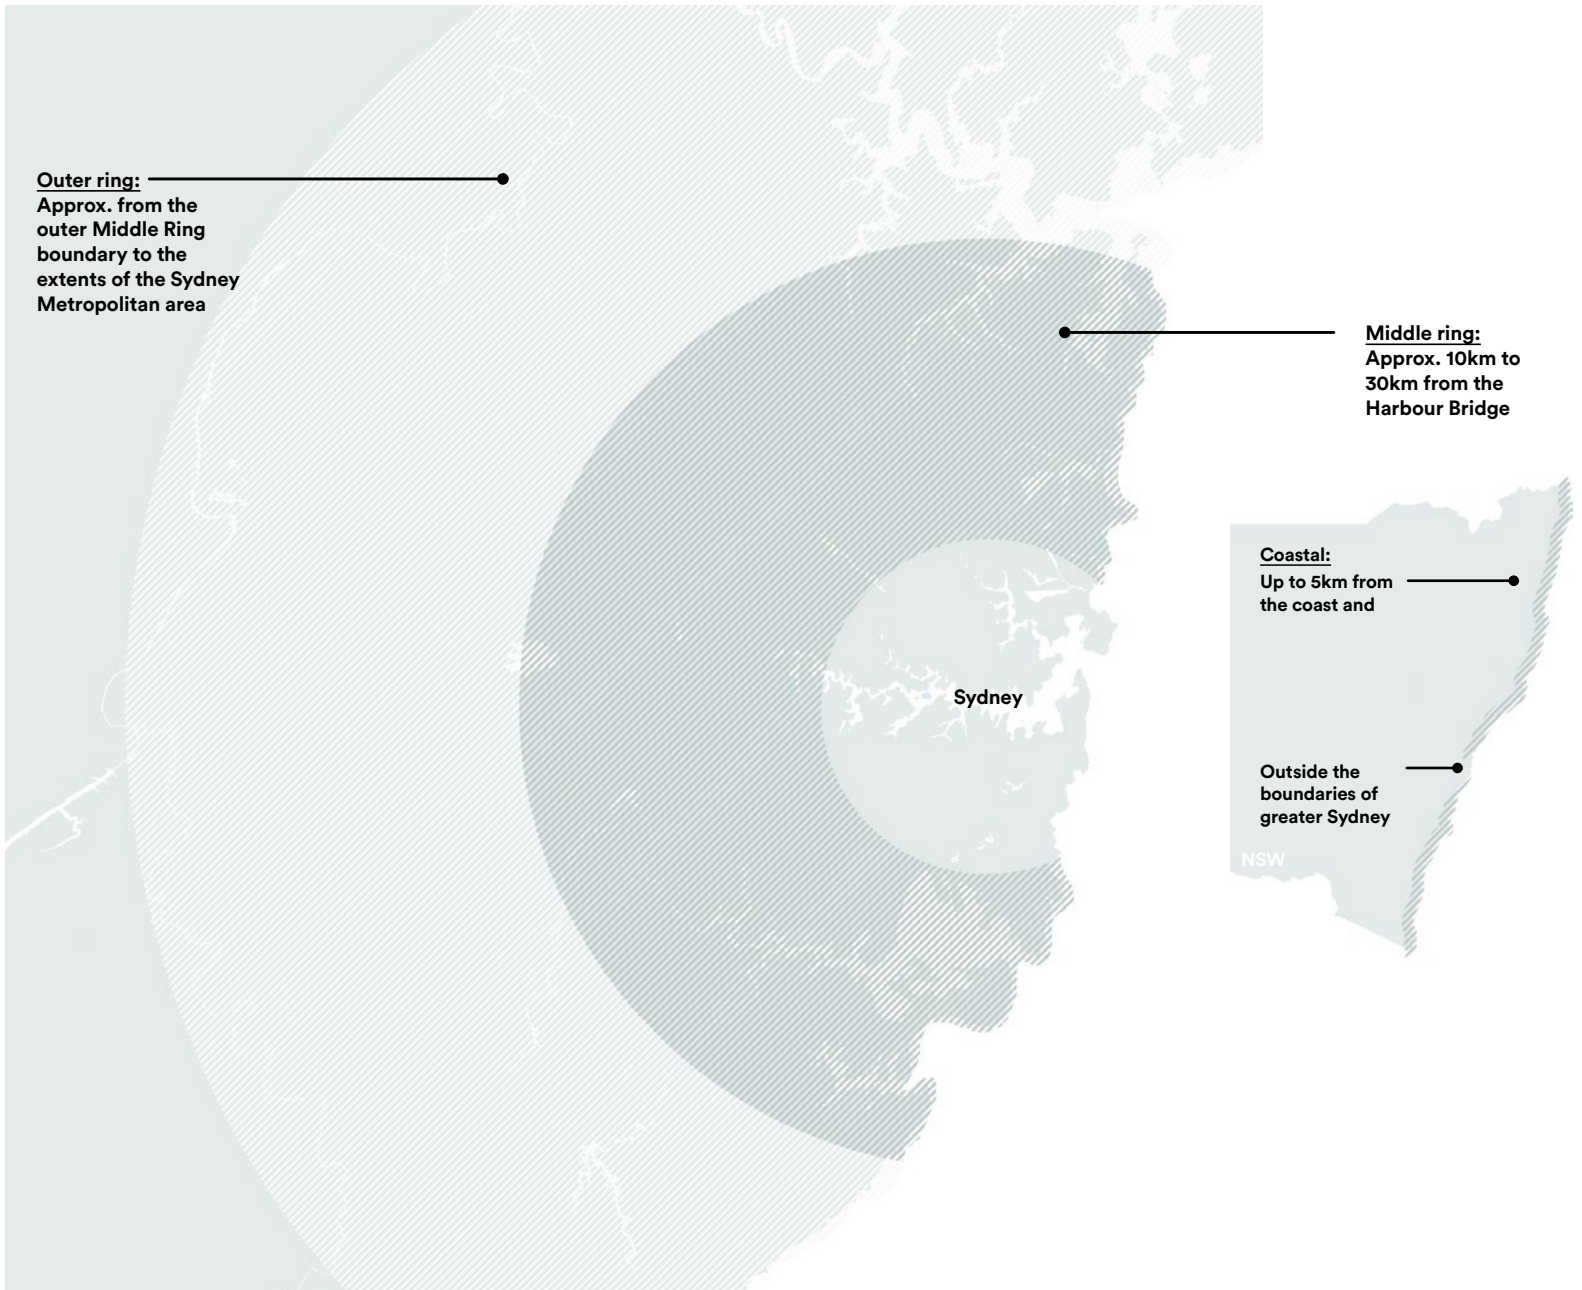 Outer ring:
Approx. from the
outer Middle Ring
boundary to the
extents of the Sydney
Metropolitan area
Middle ring:
Approx. 10km to
30km from the
Harbour Bridge
Coastal:
Up to 5km from
the coast and
Sydney
Outside the
boundaries of
greater Sydney
NSW